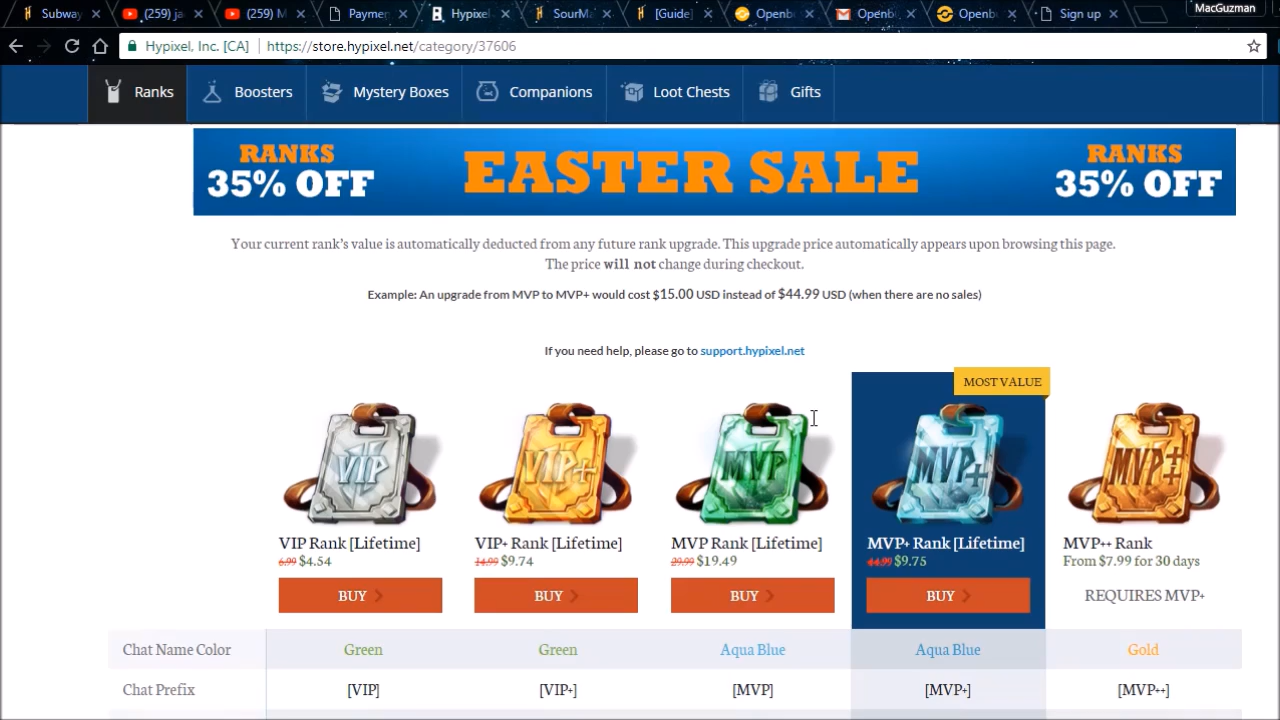 MacGuzman
Subway
(259) ja
(259) M
Paymen
Hypixel
SourMa
[Guide]
Openb
Openb
Openb
Sign up
Hypixel, Inc. [CA] https://store.hypixel.net/category/37606
Ranks Boosters Mystery Boxes Companions Loot Chests Gifts
RANKS
35% OFF
EASTER SALE
RANKS
35% OFF
Your current rank's value is automatically deducted from any future rank upgrade. This upgrade price automatically appears upon browsing this page.
The price will not change during checkout.
Example: An upgrade from MVP to MVP+ would cost $15.00 USD instead of $44.99 USD (when there are no sales)
If you need help, please go to support.hypixel.net
MOST VALUE
VIP VIP+ MVP MVP+ MVP++
VIP Rank [Lifetime] VIP+ Rank [Lifetime] MVP Rank [Lifetime] MVP+ Rank [Lifetime] MVP++ Rank
6.99 $4.54 14.99 $9.74 29.99 $19.49 44.99 $9.75 From $7.99 for 30 days
BUY BUY BUY BUY REQUIRES MVP+
Chat Name Color Green Green Aqua Blue Aqua Blue Gold
Chat Prefix [VIP] [VIP+] [MVP] [MVP+] [MVP++]